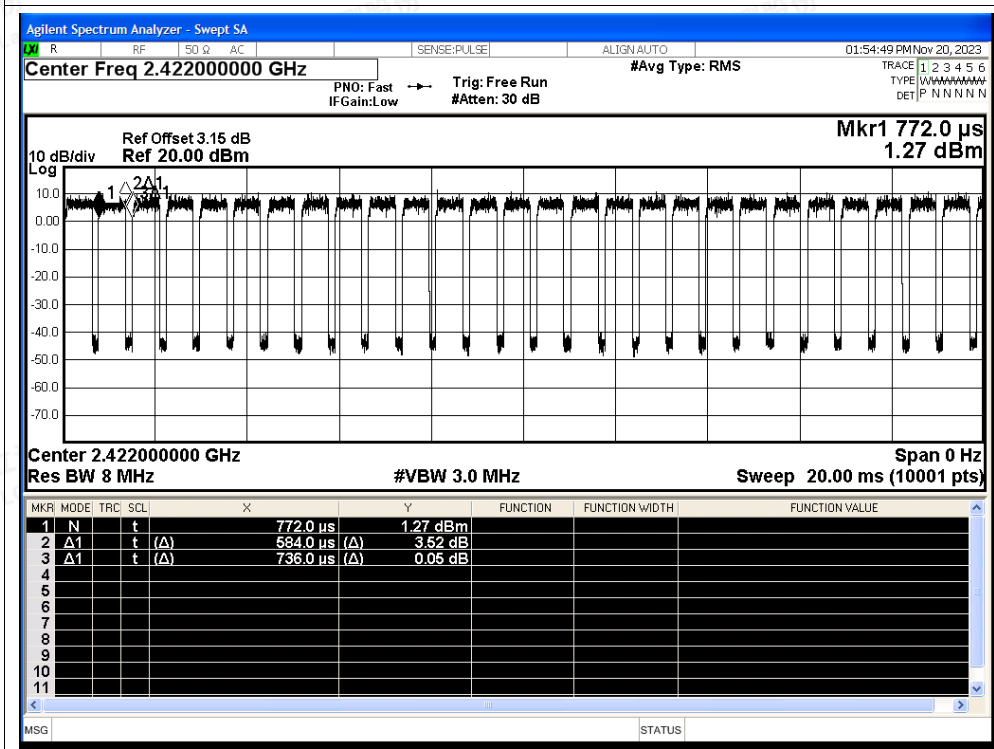 Agilent Spectrum Analyzer - Swept SA
LXI R RF 50 Ω AC SENSE:PULSE ALIGN AUTO 01:54:49 PM Nov 20, 2023
Center Freq 2.422000000 GHz #Avg Type: RMS TRACE 1 2 3 4 5 6
PNO: Fast Trig: Free Run TYPE WWWWWW
IFGain:Low #Atten: 30 dB DET P N N N N N
Mkr1 772.0 µs
Ref Offset 3.15 dB
10 dB/div Ref 20.00 dBm 1.27 dBm
Log
1 2Δ1
3Δ1
10.0
0.00
-10.0
-20.0
-30.0
-40.0
-50.0
-60.0
-70.0
Center 2.422000000 GHz Span 0 Hz
Res BW 8 MHz #VBW 3.0 MHz Sweep 20.00 ms (10001 pts)
MKR MODE TRC SCL X Y FUNCTION FUNCTION WIDTH FUNCTION VALUE
1 N t 772.0 µs 1.27 dBm
2 Δ1 t (Δ) 584.0 µs (Δ) 3.52 dB
3 Δ1 t (Δ) 736.0 µs (Δ) 0.05 dB
4
5
6
7
8
9
10
11
MSG STATUS